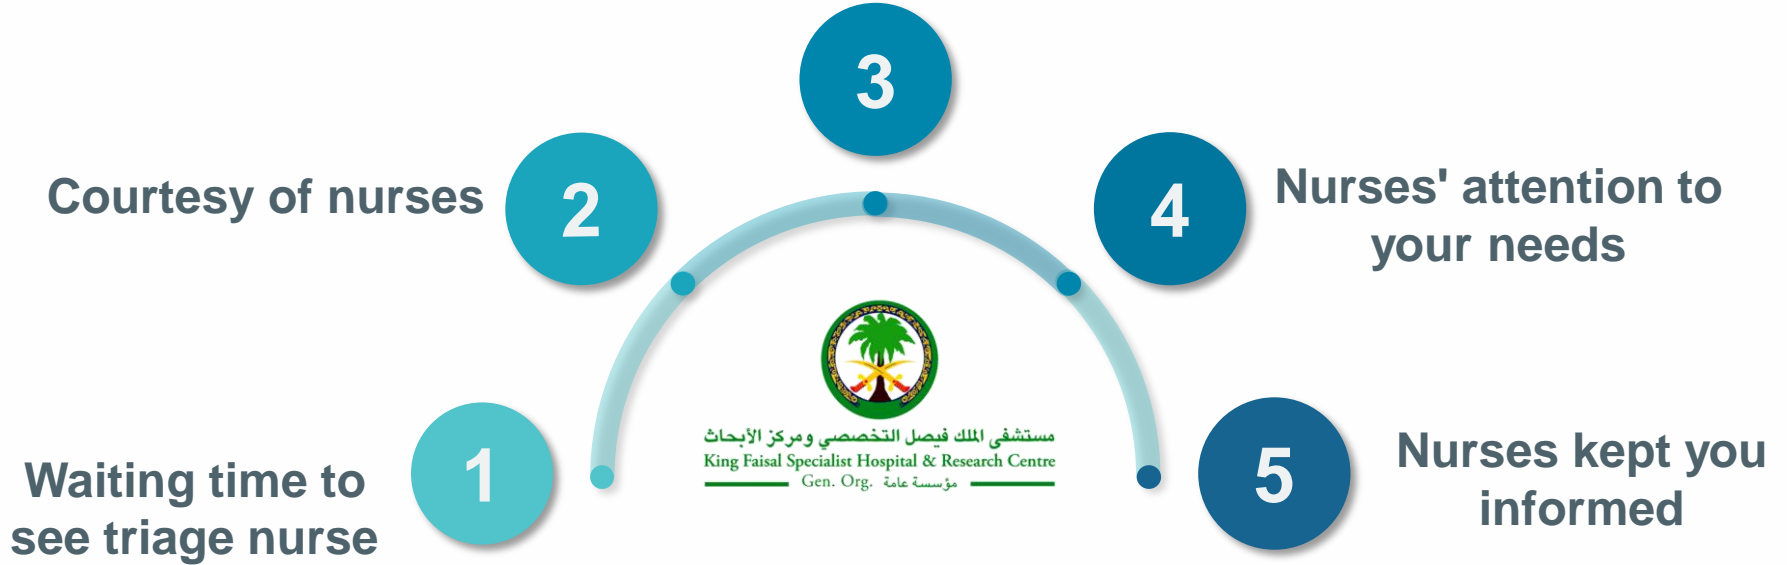 3
2
Courtesy of nurses
4
Nurses' attention to
your needs
1
Waiting time to
see triage nurse
مستشفى الملك فيصل التخصصي ومركز الأبحاث
King Faisal Specialist Hospital & Research Centre
Gen. Org. مؤسسة عامة
5
Nurses kept you
informed